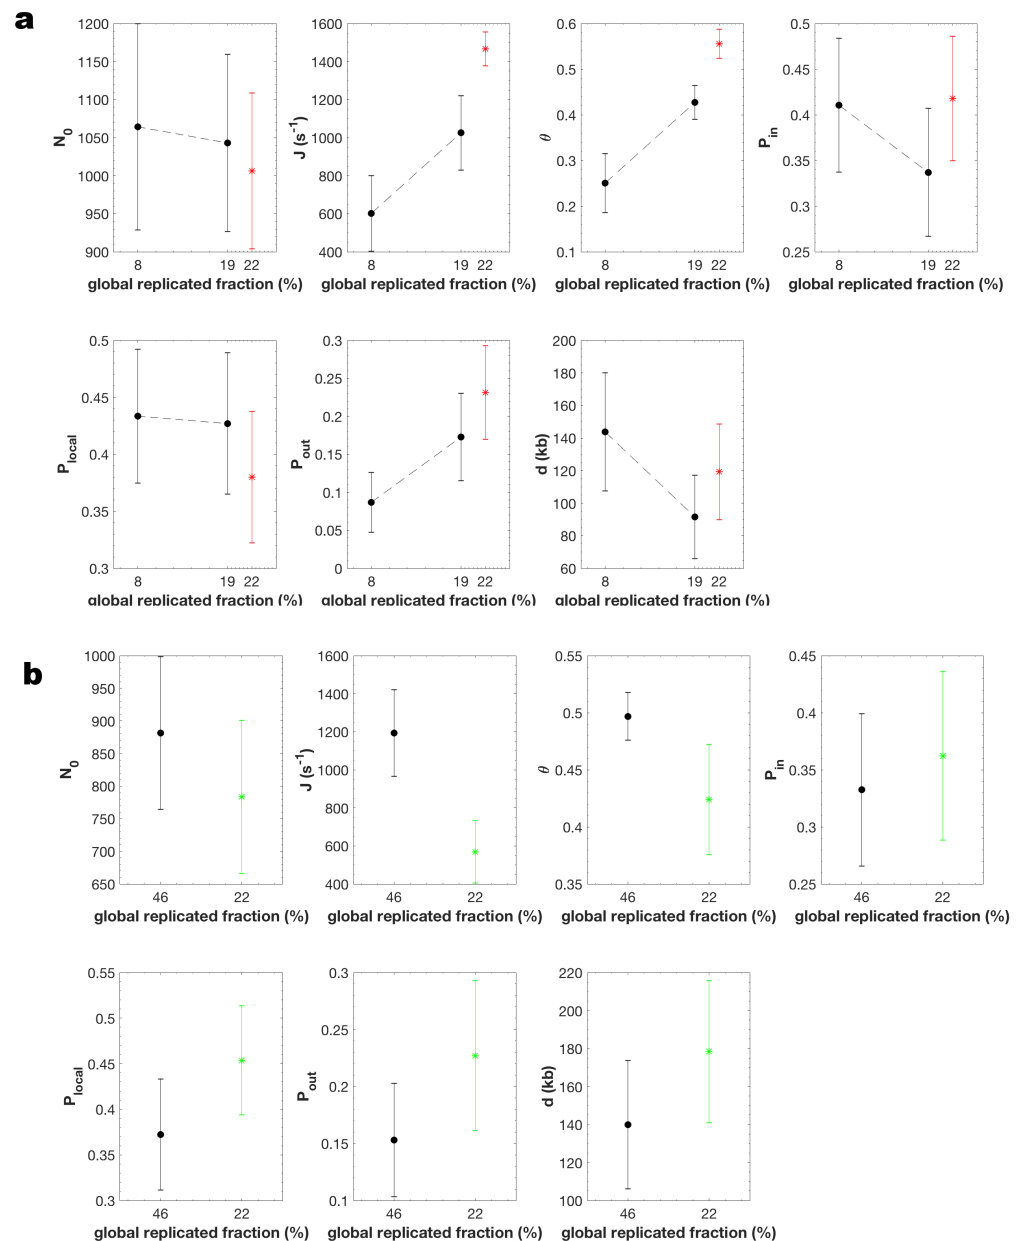 a
1200
1150
1100
1050
1000
950
900
N0
8 19 22
global replicated fraction (%)
1600
1400
1200
1000
800
600
400
J (s-1)
8 19 22
global replicated fraction (%)
0.6
0.5
0.4
0.3
0.2
0.1
θ
8 19 22
global replicated fraction (%)
0.5
0.45
0.4
0.35
0.3
0.25
Pin
8 19 22
global replicated fraction (%)
0.5
0.45
0.4
0.35
0.3
Plocal
8 19 22
global replicated fraction (%)
0.3
0.25
0.2
0.15
0.1
0.05
0
Pout
8 19 22
global replicated fraction (%)
200
180
160
140
120
100
80
60
d (kb)
8 19 22
global replicated fraction (%)
b
1000
950
900
850
800
750
700
650
N0
46 22
global replicated fraction (%)
1600
1400
1200
1000
800
600
400
J (s-1)
46 22
global replicated fraction (%)
0.55
0.5
0.45
0.4
0.35
θ
46 22
global replicated fraction (%)
0.45
0.4
0.35
0.3
0.25
Pin
46 22
global replicated fraction (%)
0.55
0.5
0.45
0.4
0.35
0.3
Plocal
46 22
global replicated fraction (%)
0.3
0.25
0.2
0.15
0.1
Pout
46 22
global replicated fraction (%)
220
200
180
160
140
120
100
d (kb)
46 22
global replicated fraction (%)